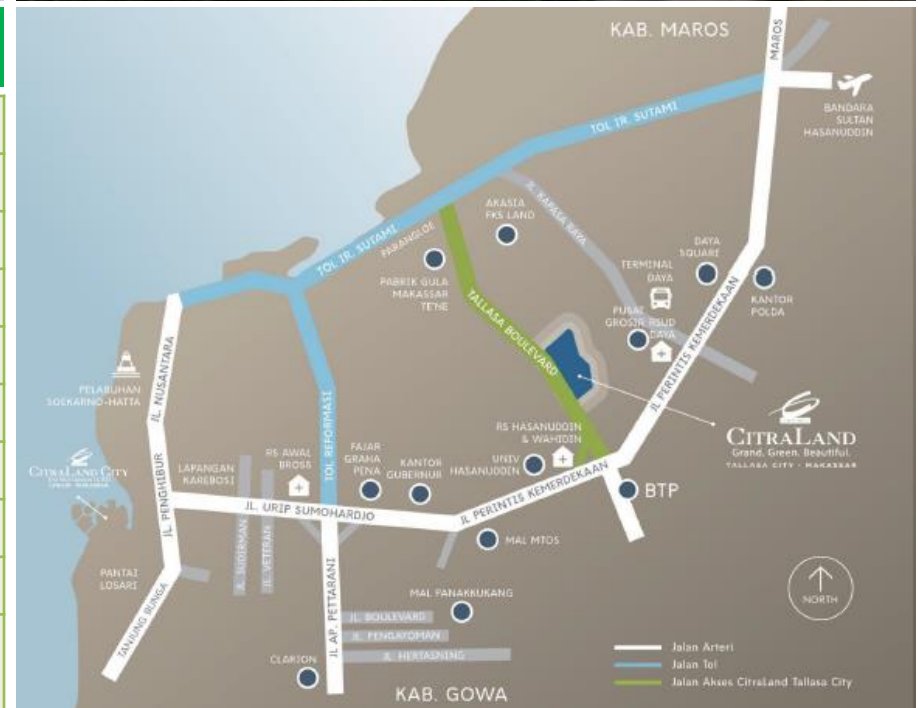 KAB. MAROS
MAROS
BANDARA
SULTAN
HASANUDDIN
TOL IR. SUTAMI
JL. KAPASA RAYA
AKASIA
FKS LAND
TOL IR. SUTAMI
PARANGLOE
PABRIK GULA
MAKASSAR
TE'NE
DAYA
SQUARE
TERMINAL
DAYA
KANTOR
POLDA
PUSAT
GROSIR
RSUD
DAYA
TALLASA BOULEVARD
JL PERINTIS KEMERDEKAAN
PELABUHAN
SOEKARNO-HATTA
JL. NUSANTARA
TOL REFORMASI
CITRALAND
Grand. Green. Beautiful.
TALLASA CITY - MAKASSAR
RS HASANUDDIN
& WAHIDIN
UNIV
HASANUDDIN
CITRALAND CITY
LAPANGAN
KAREBOSI
RS AWAL
BROSS
FAJAR
GRAHA
PENA
KANTOR
GUBERNUR
BTP
JL. PENGHIBUR
JL. URIP SUMOHARDJO
JL PERINTIS KEMERDEKAAN
MAL MTOS
JL. SUDIRMAN
JL. VETERAN
PANTAI
LOSARI
TANJUNG BUNGA
JL AP. PETTARANI
MAL PANAKKUKANG
JL. BOULEVARD
JL. PENGAYOMAN
JL. HERTASNING
CLARION
KAB. GOWA
NORTH
Jalan Arteri
Jalan Tol
Jalan Akses CitraLand Tallasa City